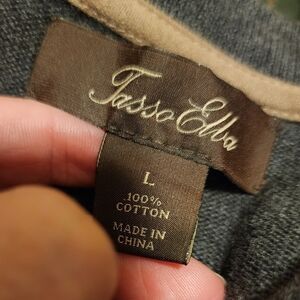 Tasso Elba
L
100%
COTTON
MADE IN
CHINA